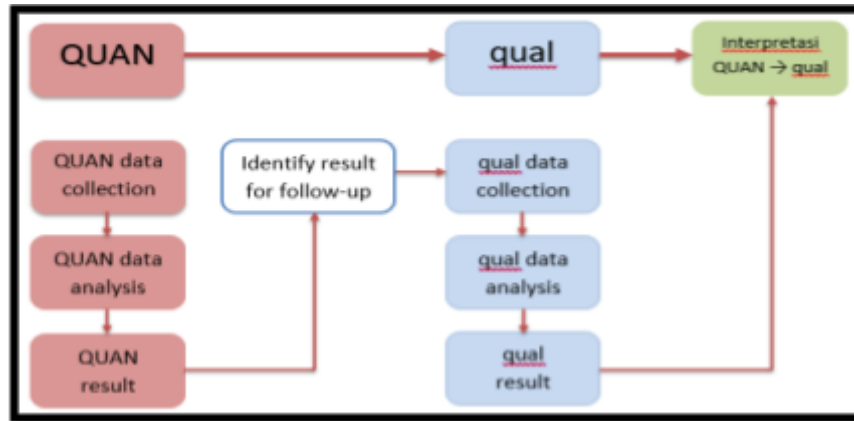 QUAN
qual
Interpretasi
QUAN → qual
QUAN data
collection
Identify result
for follow-up
qual data
collection
QUAN data
analysis
qual data
analysis
QUAN
result
qual
result